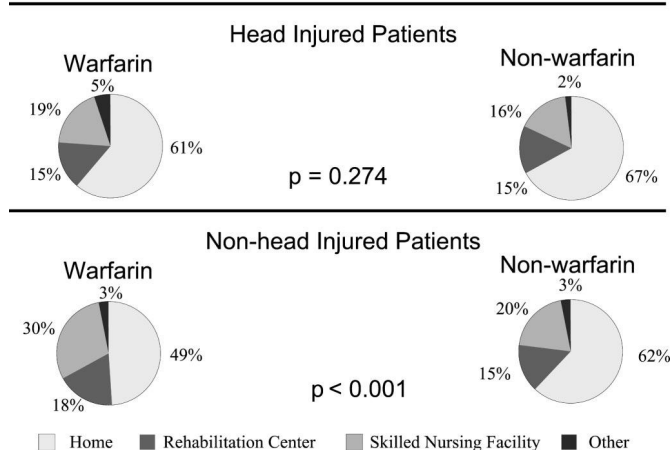 Head Injured Patients
Warfarin
5%
19%
61%
15%
p = 0.274
Non-warfarin
2%
16%
67%
15%
Non-head Injured Patients
Warfarin
3%
30%
49%
18%
p < 0.001
Non-warfarin
3%
20%
62%
15%
Home Rehabilitation Center Skilled Nursing Facility Other